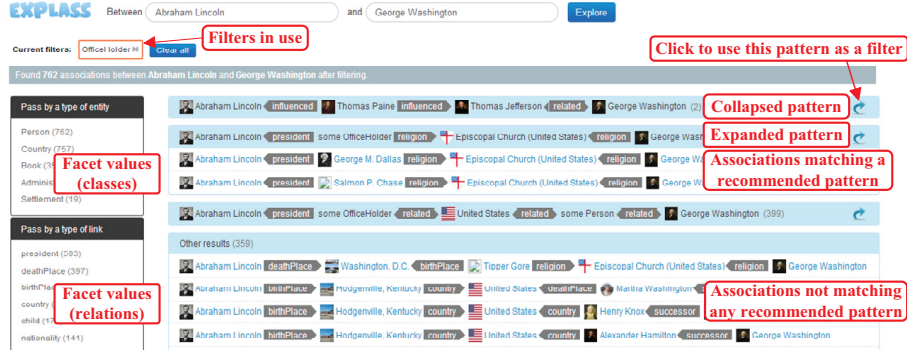 EXPLASS Between Abraham Lincoln and George Washington Explore
Filters in use
Current filters: OfficeHolder Clear all
Click to use this pattern as a filter
Found 762 associations between Abraham Lincoln and George Washington after filtering.
Pass by a type of entity
Person (762)
Country (757)
Book
Facet values
(classes)
Settlement (19)
Pass by a type of link
president (593)
deathPlace (397)
Facet values
(relations)
nationality (141)
Abraham Lincoln influenced Thomas Paine influenced Thomas Jefferson related George Washington (2) Collapsed pattern
Abraham Lincoln president some OfficeHolder religion Episcopal Church (United States) religion George Expanded pattern
Abraham Lincoln president George M. Dallas religion Episcopal Church (United States) religion George Associations matching a
Abraham Lincoln president Salmon P. Chase religion Episcopal Church (United States) religion George recommended pattern
Abraham Lincoln president some OfficeHolder related United States related some Person related George Washington (399)
Other results (359)
Abraham Lincoln deathPlace Washington, D.C. birthPlace Tipper Gore religion Episcopal Church (United States) religion George Washington
Abraham Lincoln birthPlace Hodgenville, Kentucky country United States deathPlace Martha Washington Associations not matching
Abraham Lincoln birthPlace Hodgenville, Kentucky country United States country Henry Knox successor any recommended pattern
Abraham Lincoln birthPlace Hodgenville, Kentucky country United States country Alexander Hamilton successor George Washington